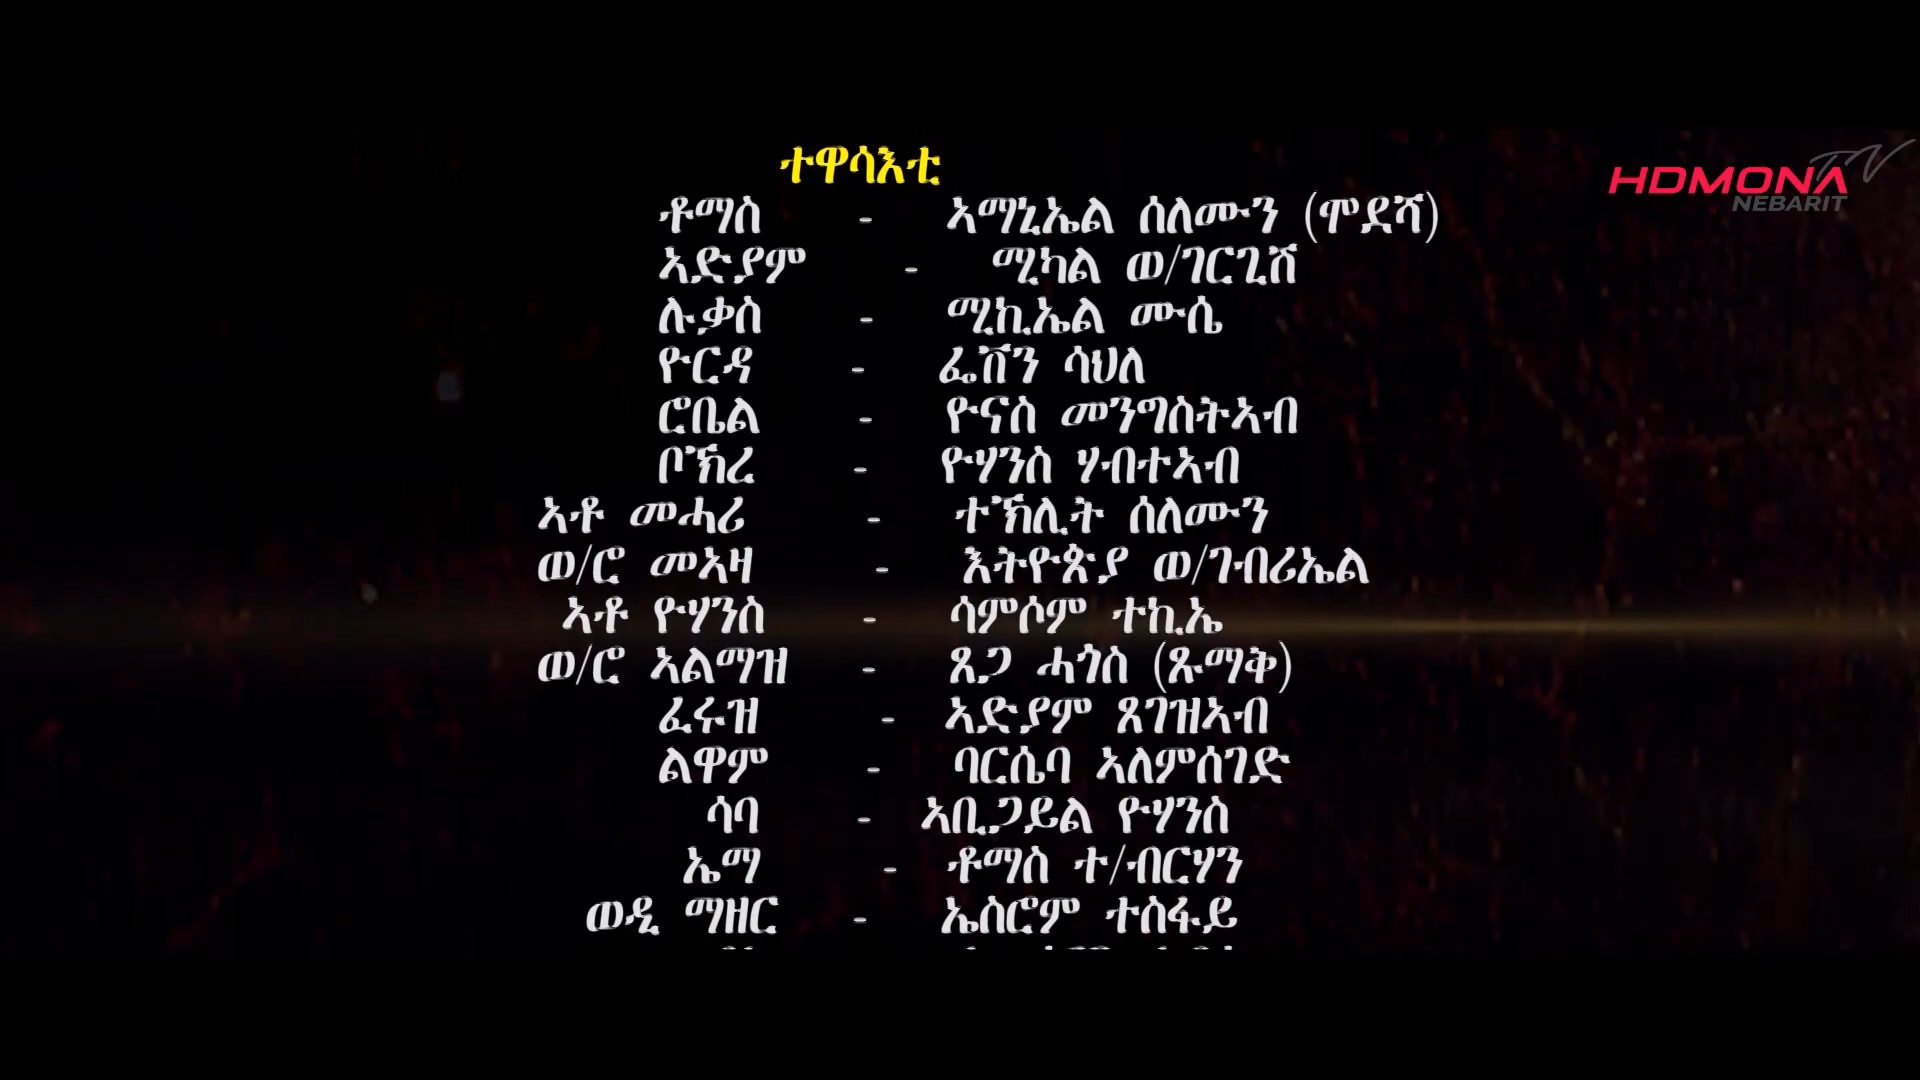 ተዋሳእቲ
HDMONA TV
NEBARIT
ቶማስ - ኣማኒኤል ሰለሙን (ሞደሻ)
ኣድያም - ሚካል ወ/ገርጊሽ
ሉቃስ - ሚኪኤል ሙሴ
ዮርዳ - ፌቨን ሳህለ
ሮቤል - ዮናስ መንግስትኣብ
ቦኽረ - ዮሃንስ ሃብተኣብ
ኣቶ መሓሪ - ተኽሊት ሰለሙን
ወ/ሮ መኣዛ - እትዮጵያ ወ/ገብሪኤል
ኣቶ ዮሃንስ - ሳምሶም ተኪኤ
ወ/ሮ ኣልማዝ - ጸጋ ሓጎስ (ጹማቅ)
ፈሩዝ - ኣድያም ጸገዝኣብ
ልዋም - ባርሴባ ኣለምሰገድ
ሳባ - ኣቢጋይል ዮሃንስ
ኤማ - ቶማስ ተ/ብርሃን
ወዲ ማዘር - ኤስሮም ተስፋይ